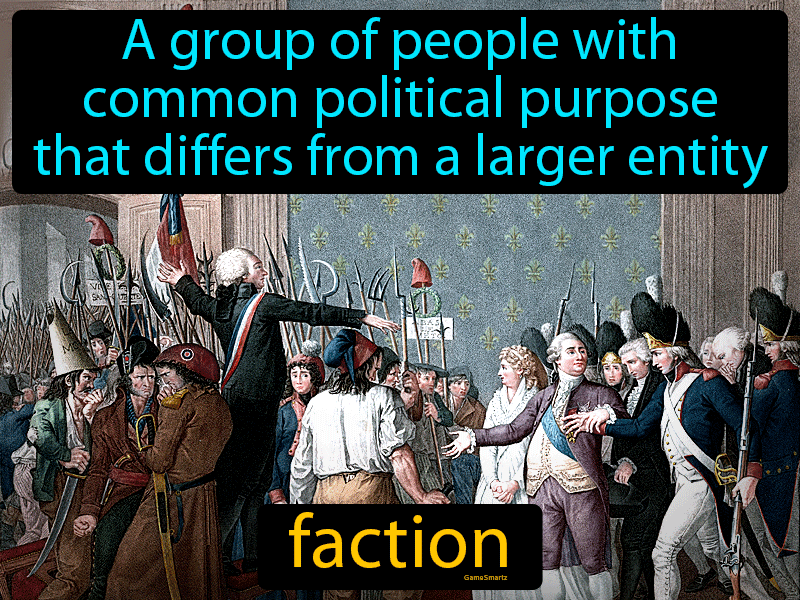 A group of people with
common political purpose
that differs from a larger entity
faction
GameSmartz